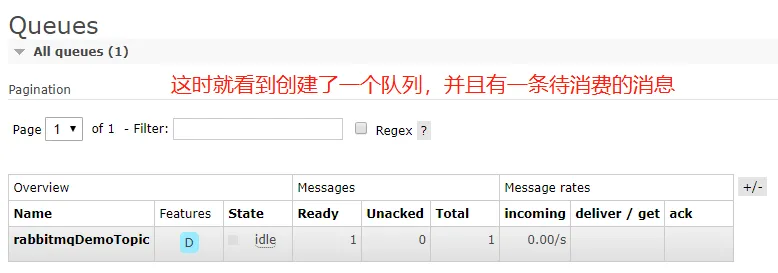 Queues
All queues (1)
Pagination
这时就看到创建了一个队列，并且有一条待消费的消息
Page 1 of 1 - Filter: Regex ?
Overview Messages Message rates +/-
Name Features State Ready Unacked Total incoming deliver / get ack
rabbitmqDemoTopic D idle 1 0 1 0.00/s